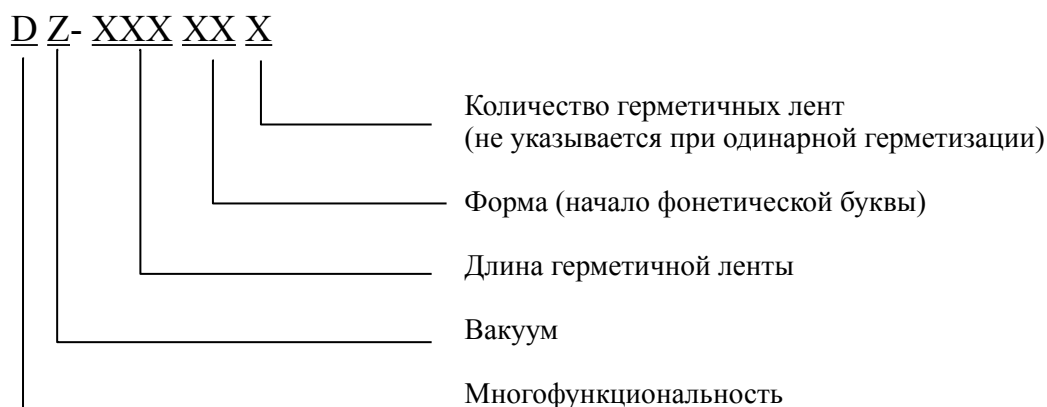 D Z- XXX XX X
Количество герметичных лент
(не указывается при одинарной герметизации)
Форма (начало фонетической буквы)
Длина герметичной ленты
Вакуум
Многофункциональность